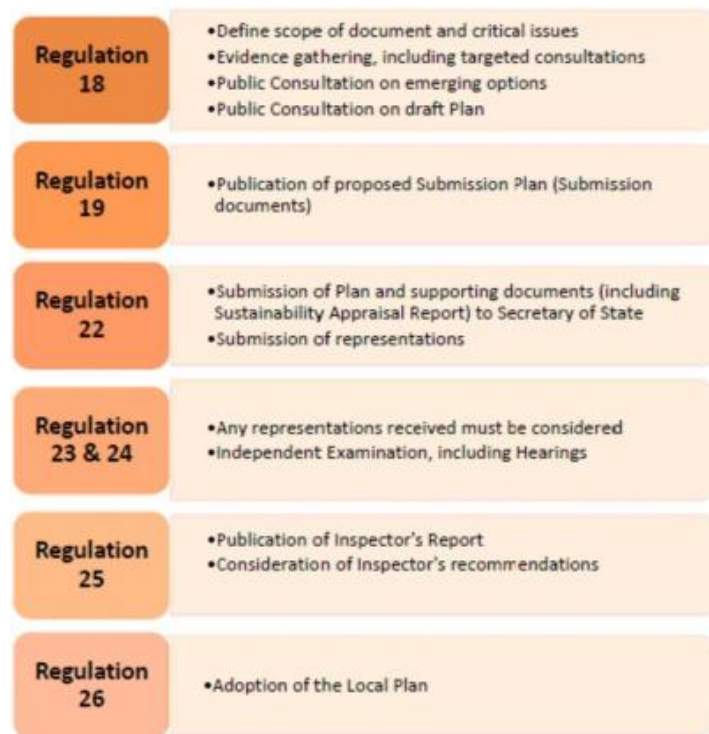 Regulation
18
•Define scope of document and critical issues
•Evidence gathering, including targeted consultations
•Public Consultation on emerging options
•Public Consultation on draft Plan
Regulation
19
•Publication of proposed Submission Plan (Submission
documents)
Regulation
22
•Submission of Plan and supporting documents (including
Sustainability Appraisal Report) to Secretary of State
•Submission of representations
Regulation
23 & 24
•Any representations received must be considered
•Independent Examination, including Hearings
Regulation
25
•Publication of Inspector's Report
•Consideration of Inspector's recommendations
Regulation
26
•Adoption of the Local Plan